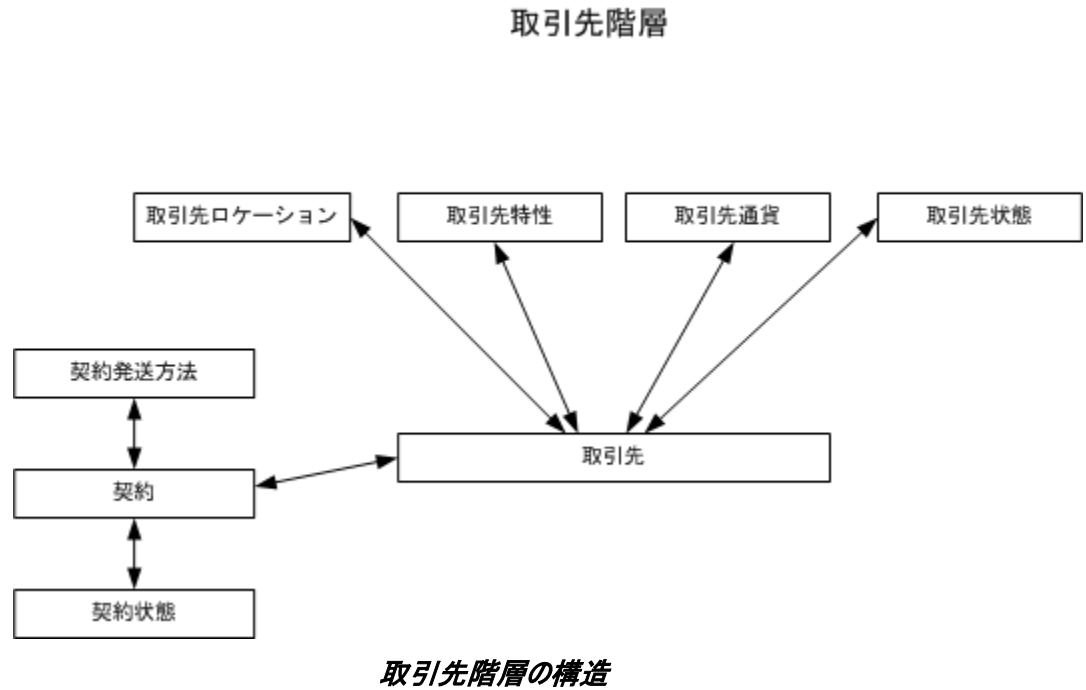 取引先階層
取引先ロケーション
取引先特性
取引先通貨
取引先状態
契約発送方法
取引先
契約
契約状態
取引先階層の構造